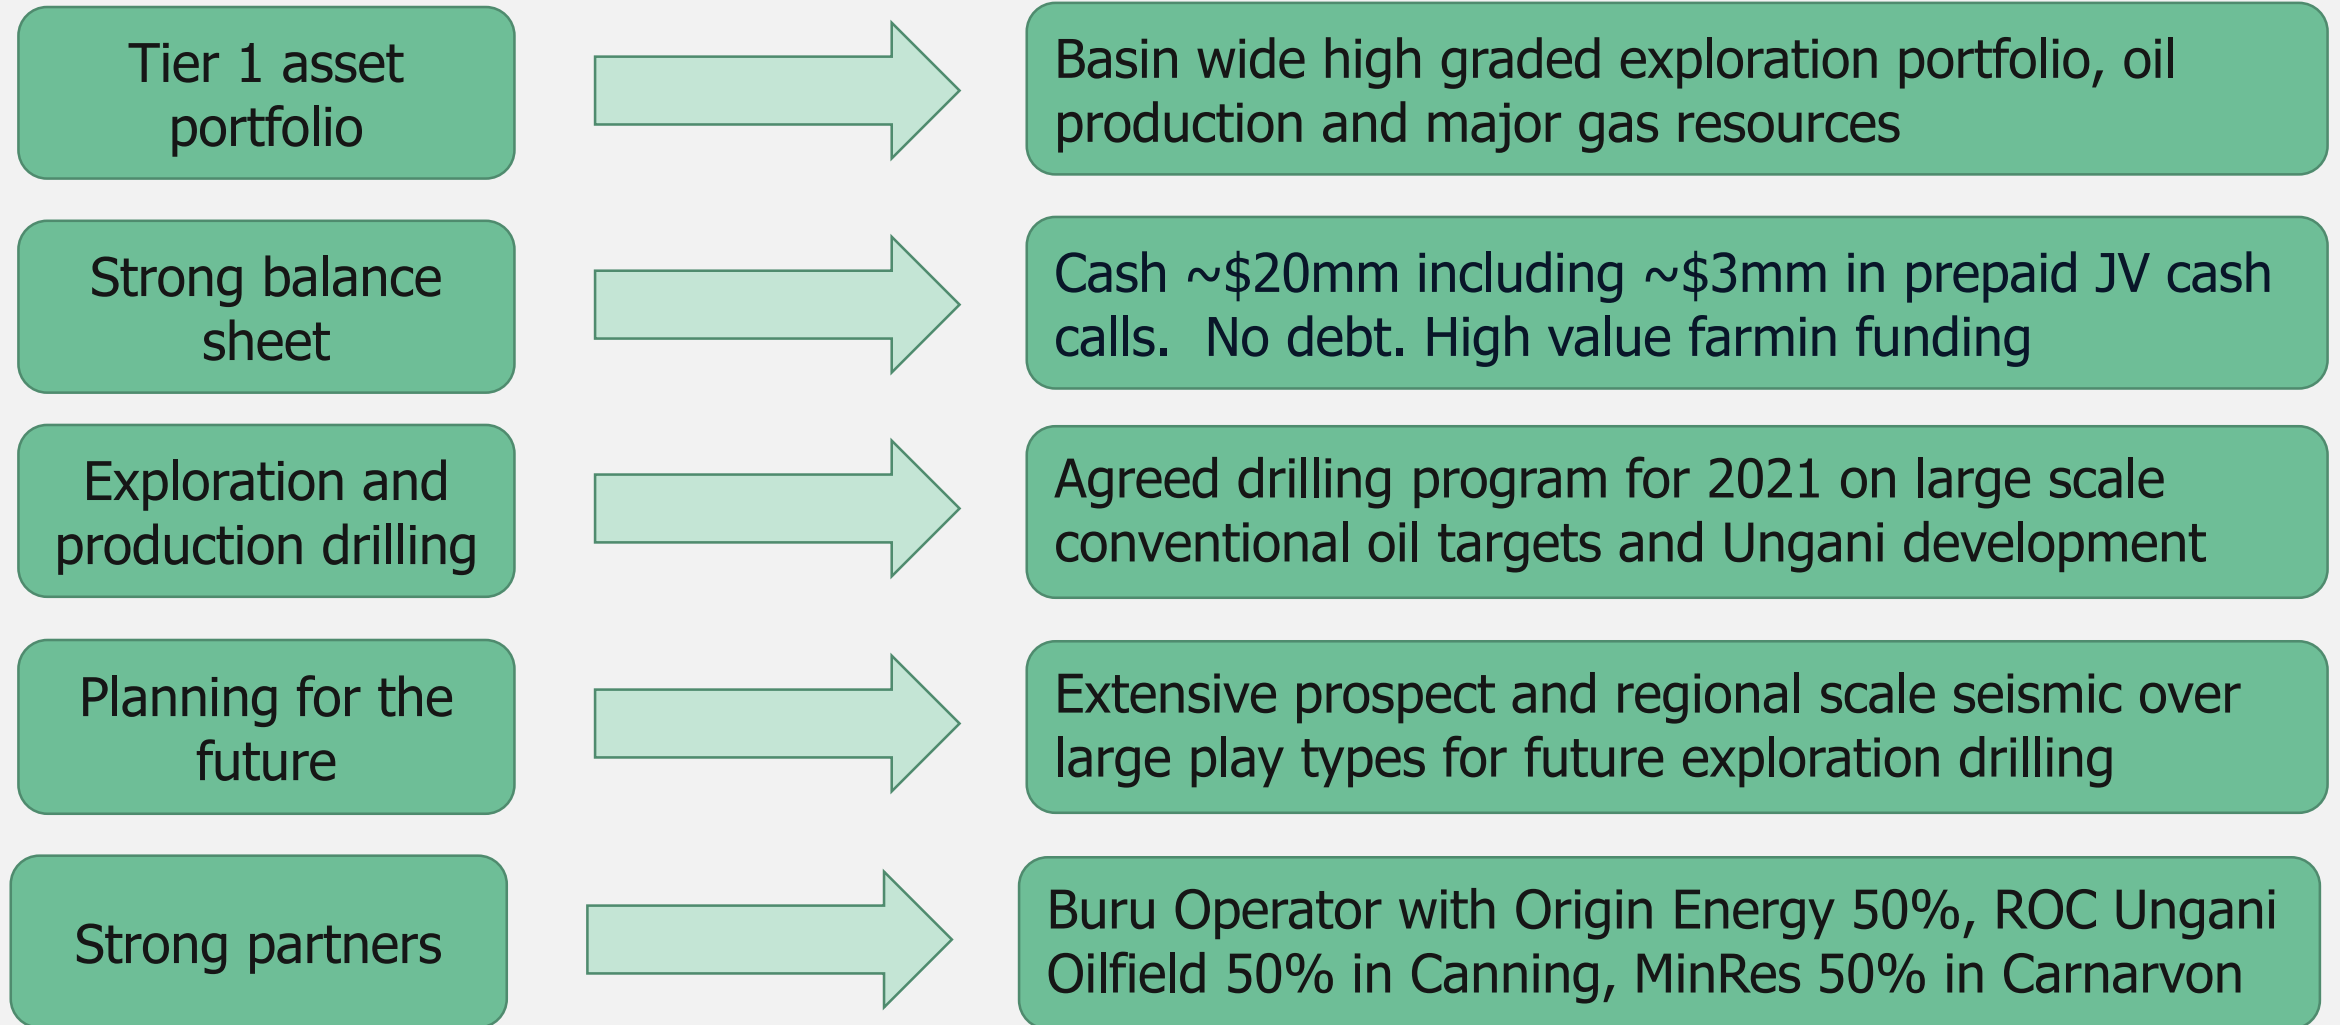 Tier 1 asset
portfolio
Basin wide high graded exploration portfolio, oil
production and major gas resources
Strong balance
sheet
Cash ~$20mm including ~$3mm in prepaid JV cash
calls.  No debt. High value farmin funding
Exploration and
production drilling
Agreed drilling program for 2021 on large scale
conventional oil targets and Ungani development
Planning for the
future
Extensive prospect and regional scale seismic over
large play types for future exploration drilling
Strong partners
Buru Operator with Origin Energy 50%, ROC Ungani
Oilfield 50% in Canning, MinRes 50% in Carnarvon